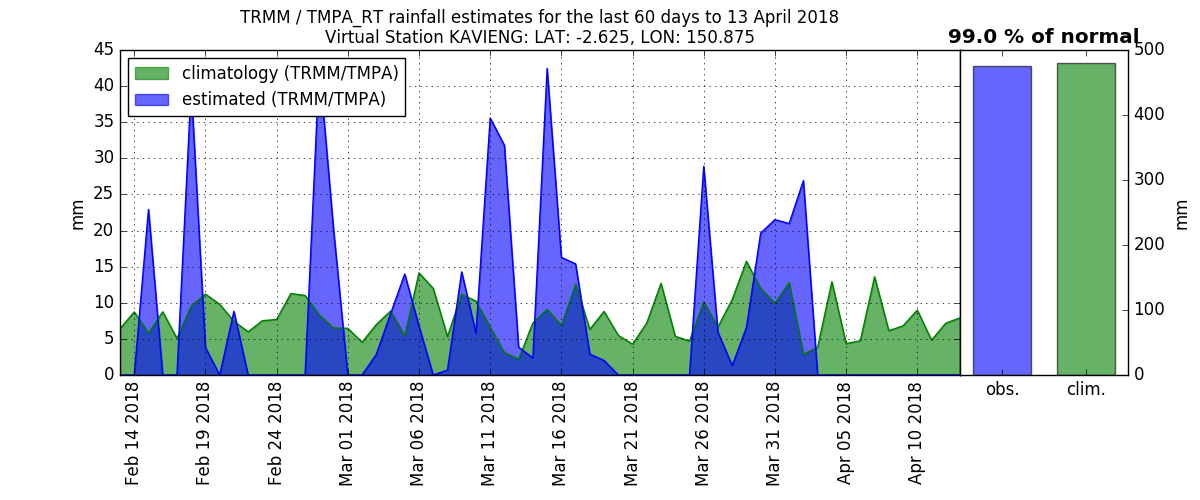 TRMM / TMPA_RT rainfall estimates for the last 60 days to 13 April 2018
Virtual Station KAVIENG: LAT: -2.625, LON: 150.875
99.0 % of normal
climatology (TRMM/TMPA)
estimated (TRMM/TMPA)
45
40
35
30
25
20
15
10
5
0
mm
Feb 14 2018
Feb 19 2018
Feb 24 2018
Mar 01 2018
Mar 06 2018
Mar 11 2018
Mar 16 2018
Mar 21 2018
Mar 26 2018
Mar 31 2018
Apr 05 2018
Apr 10 2018
500
400
300
200
100
0
mm
obs.
clim.